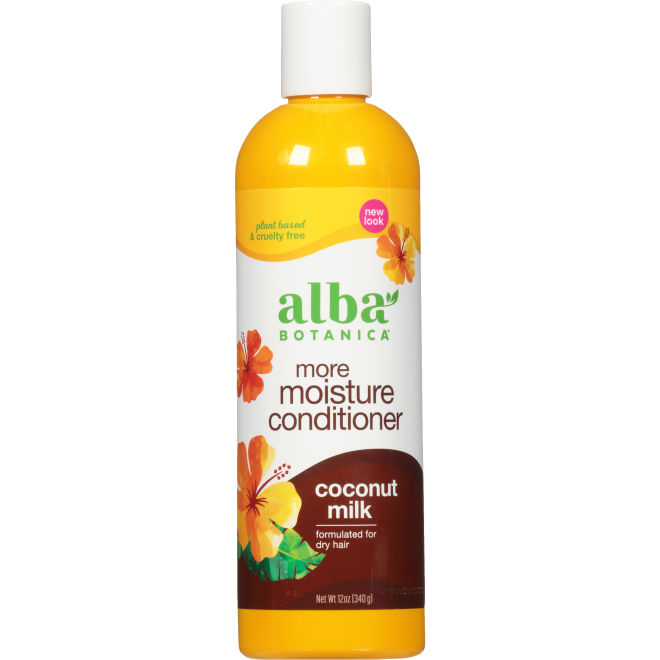 plant based
& cruelty free
new
look
alba
BOTANICA®
more
moisture
conditioner
coconut
milk
formulated for
dry hair
Net Wt 12oz (340g)